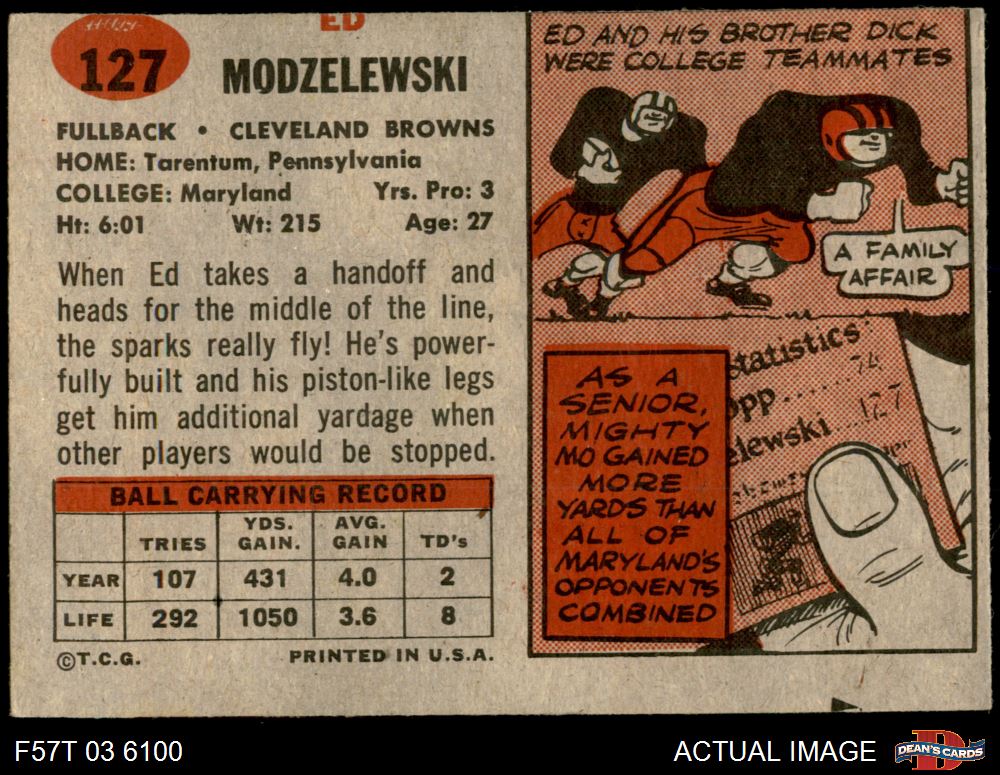 127
ED
MODZELEWSKI
FULLBACK • CLEVELAND BROWNS
HOME: Tarentum, Pennsylvania
COLLEGE: Maryland Yrs. Pro: 3
Ht: 6:01 Wt: 215 Age: 27
When Ed takes a handoff and
heads for the middle of the line,
the sparks really fly! He's power-
fully built and his piston-like legs
get him additional yardage when
other players would be stopped.
BALL CARRYING RECORD
TRIES YDS. GAIN. AVG. GAIN TD's
YEAR 107 431 4.0 2
LIFE 292 1050 3.6 8
©T.C.G. PRINTED IN U.S.A.
ED AND HIS BROTHER DICK
WERE COLLEGE TEAMMATES
A FAMILY
AFFAIR
AS A
SENIOR,
MIGHTY
MO GAINED
MORE
YARDS THAN
ALL OF
MARYLAND'S
OPPONENTS
COMBINED
statistics
opp.... 74
elewski... 127
F57T 03 6100
ACTUAL IMAGE
DEAN'S CARDS